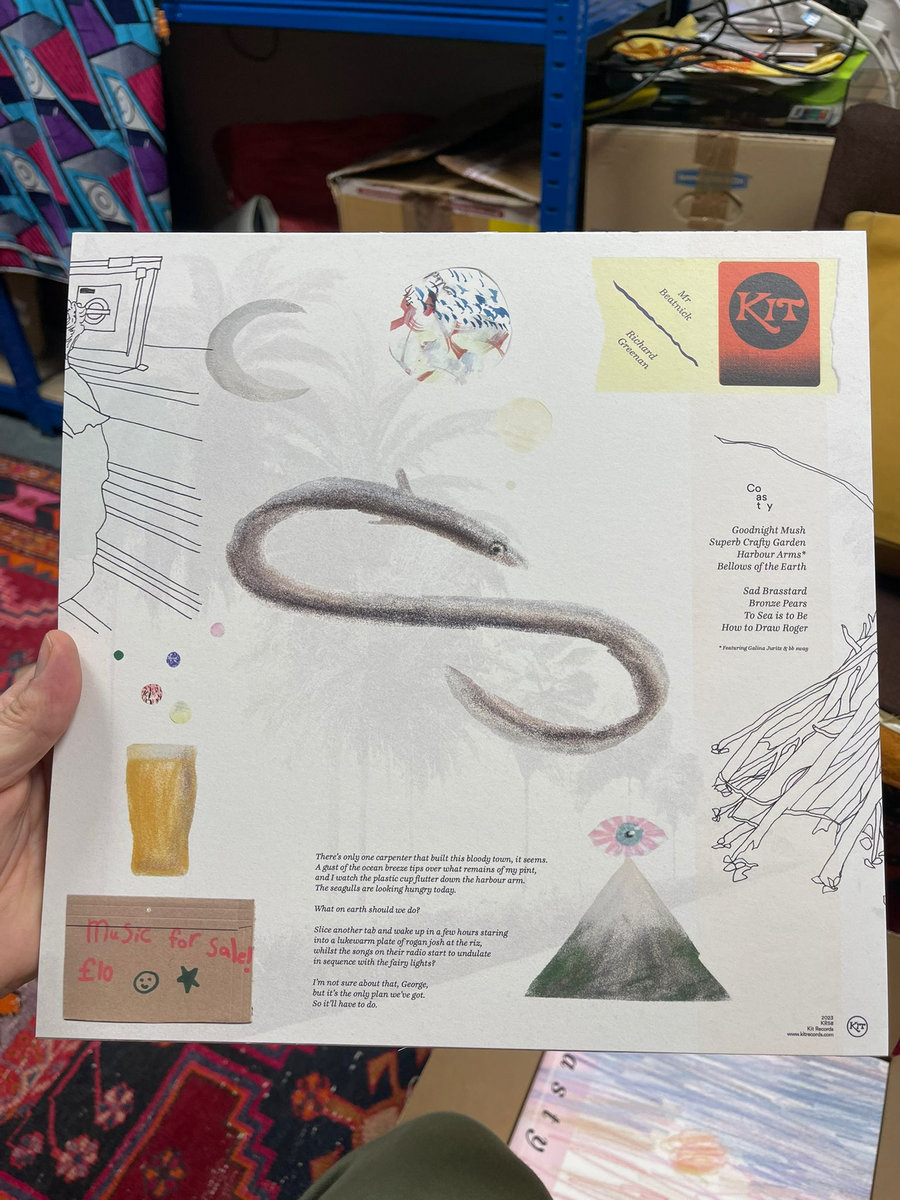 Mr
Beatnick
Richard
Greenan
KIT
Co
as
t y
Goodnight Mush
Superb Crafty Garden
Harbour Arms*
Bellows of the Earth
Sad Brasstard
Bronze Pears
To Sea is to Be
How to Draw Roger
* Featuring Galina Juritz & bb sway
There's only one carpenter that built this bloody town, it seems.
A gust of the ocean breeze tips over what remains of my pint,
and I watch the plastic cup flutter down the harbour arm.
The seagulls are looking hungry today.
What on earth should we do?
Slice another tab and wake up in a few hours staring
into a lukewarm plate of rogan josh at the riz,
whilst the songs on their radio start to undulate
in sequence with the fairy lights?
I'm not sure about that, George,
but it's the only plan we've got.
So it'll have to do.
Music for sale!
£10
2023
KR58
Kit Records
www.kitrecords.com
KIT
asty